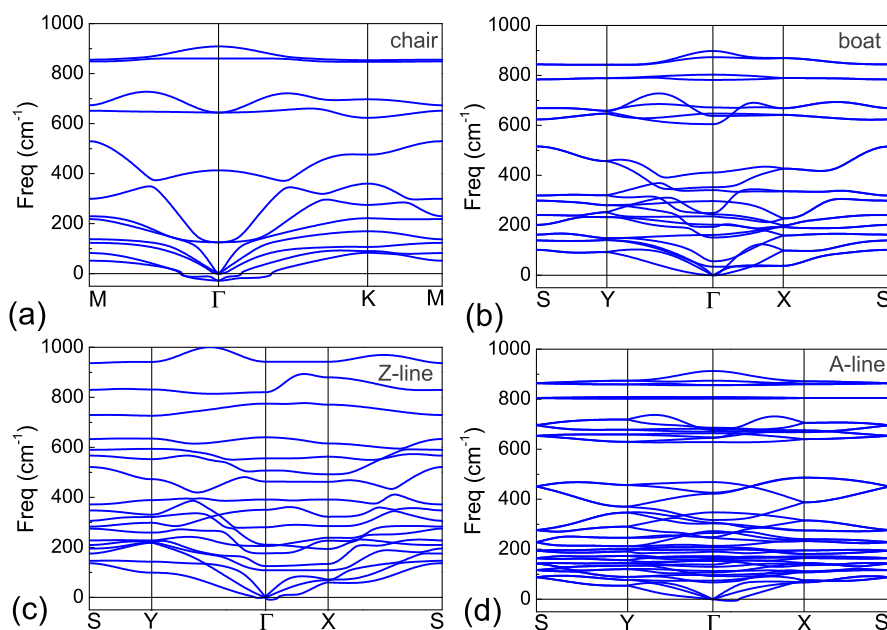 1000
chair
800
600
400
200
0
Freq (cm⁻¹)
M Γ K M
(a)
1000
boat
800
600
400
200
0
Freq (cm⁻¹)
S Y Γ X S
(b)
1000
Z-line
800
600
400
200
0
Freq (cm⁻¹)
S Y Γ X S
(c)
1000
A-line
800
600
400
200
0
Freq (cm⁻¹)
S Y Γ X S
(d)